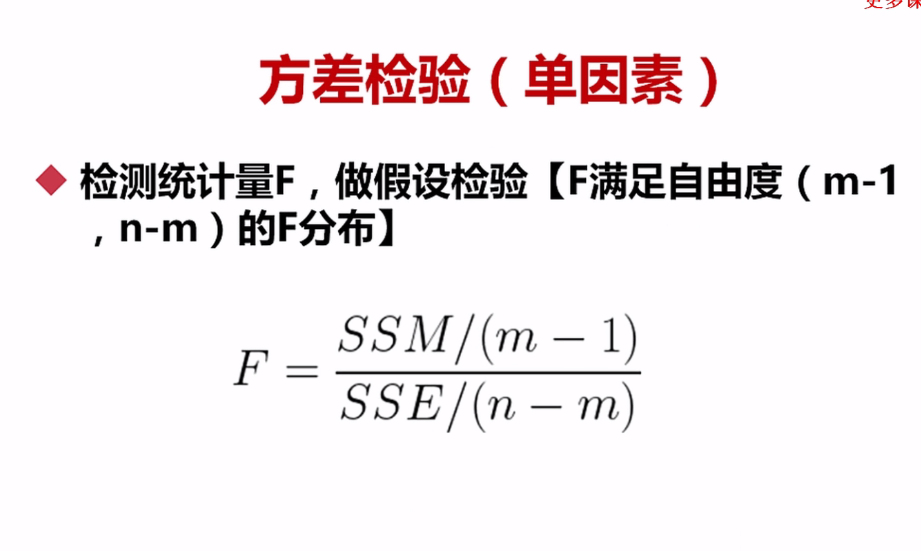 更多课
方差检验（单因素）
检测统计量F，做假设检验【F满足自由度（m-1
，n-m）的F分布】
F = \frac{SSM/(m-1)}{SSE/(n-m)}